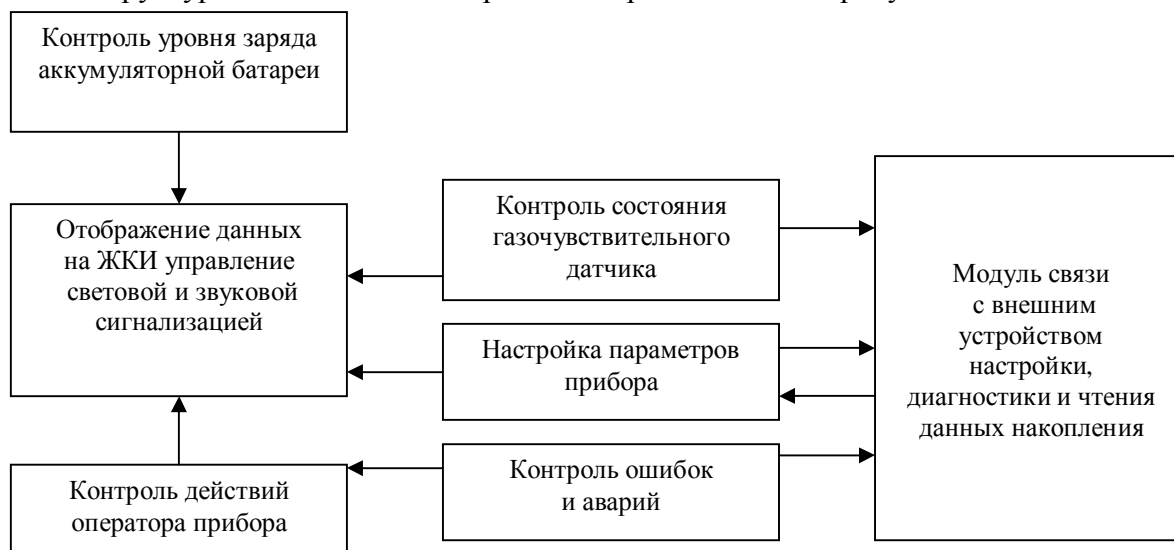 Контроль уровня заряда
аккумуляторной батареи
Отображение данных
на ЖКИ управление
световой и звуковой
сигнализацией
Контроль состояния
газочувствительного
датчика
Модуль связи
с внешним
устройством
настройки,
диагностики и чтения
данных накопления
Настройка параметров
прибора
Контроль действий
оператора прибора
Контроль ошибок
и аварий